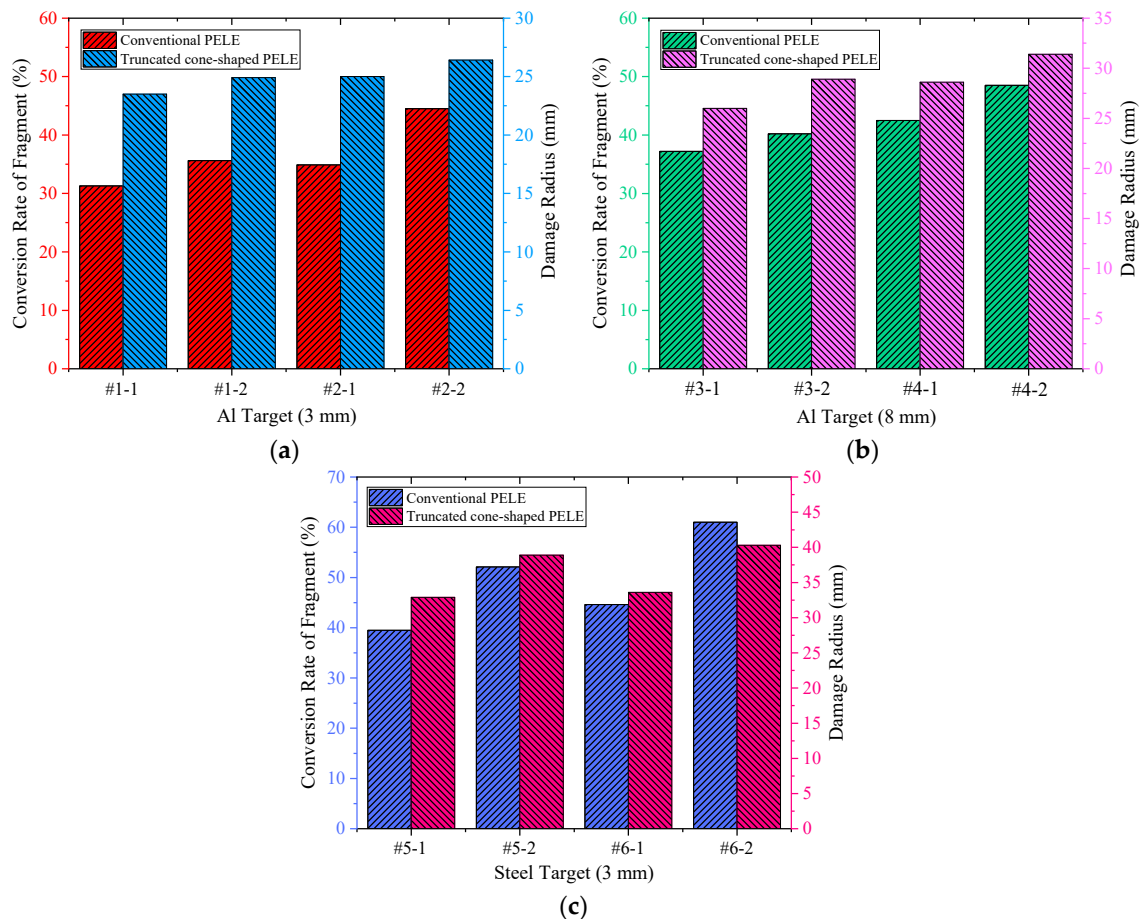 60
50
40
30
20
10
0
Conversion Rate of Fragment (%)
Conventional PELE
Truncated cone-shaped PELE
30
25
20
15
10
5
0
Damage Radius (mm)
#1-1 #1-2 #2-1 #2-2
Al Target (3 mm)
(a)
60
50
40
30
20
10
0
Conversion Rate of Fragment (%)
Conventional PELE
Truncated cone-shaped PELE
35
30
25
20
15
10
5
0
Damage Radius (mm)
#3-1 #3-2 #4-1 #4-2
Al Target (8 mm)
(b)
70
60
50
40
30
20
10
0
Conversion Rate of Fragment (%)
Conventional PELE
Truncated cone-shaped PELE
50
45
40
35
30
25
20
15
10
5
0
Damage Radius (mm)
#5-1 #5-2 #6-1 #6-2
Steel Target (3 mm)
(c)